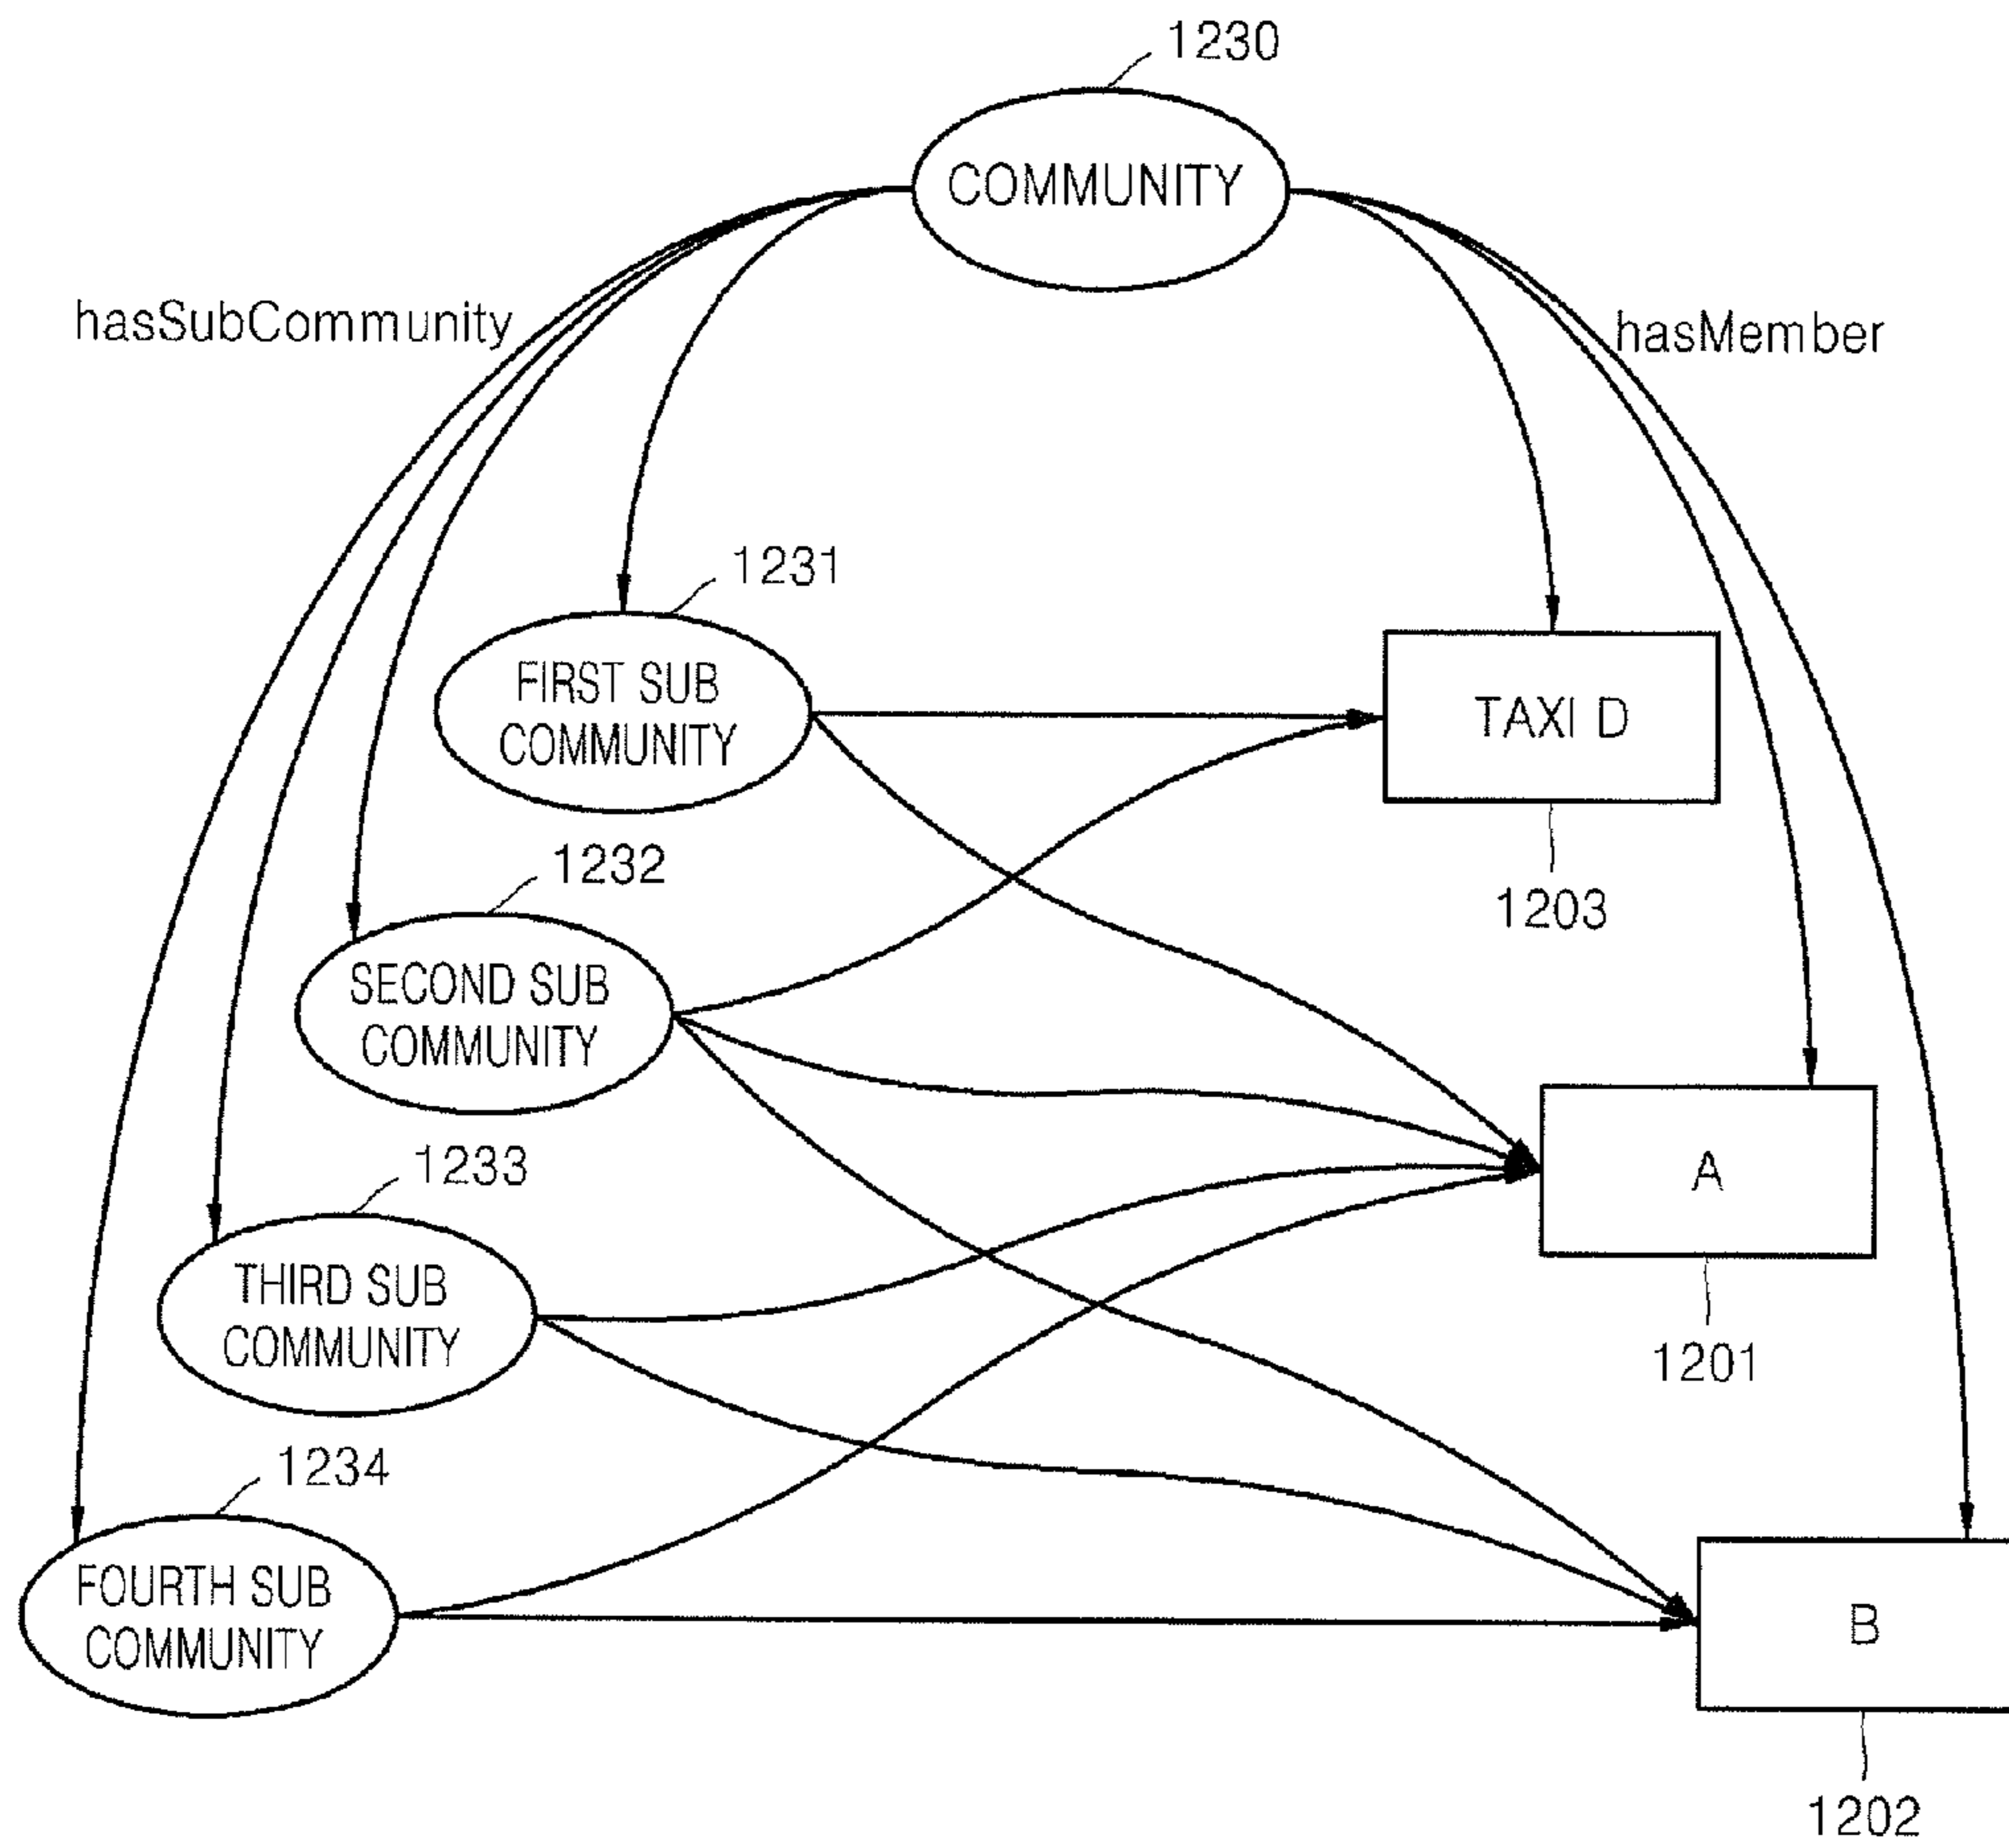 1230
COMMUNITY
hasSubCommunity
hasMember
1231
FIRST SUB
COMMUNITY
TAXI D
1203
1232
SECOND SUB
COMMUNITY
A
1201
1233
THIRD SUB
COMMUNITY
1234
FOURTH SUB
COMMUNITY
B
1202